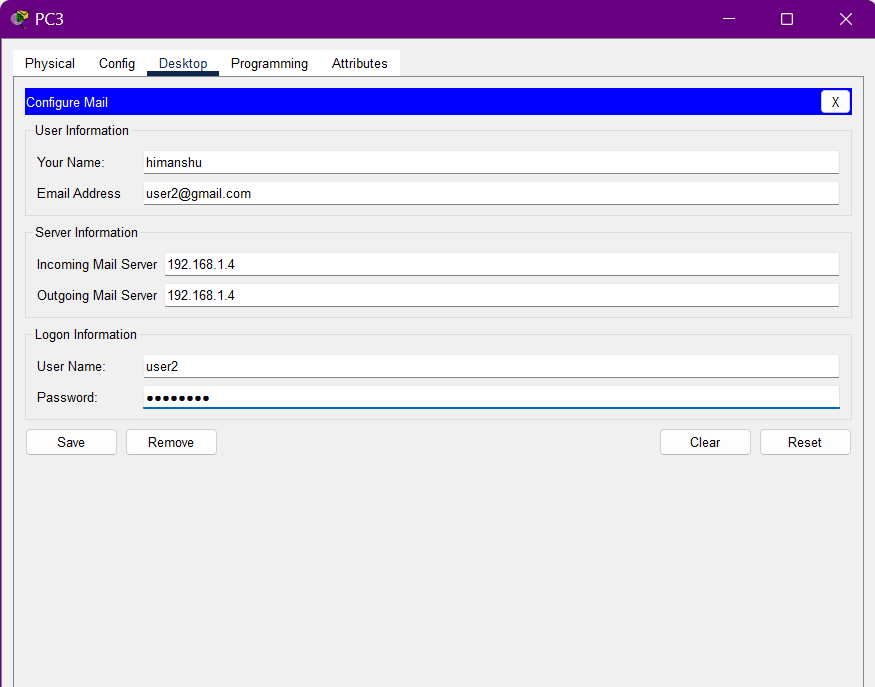 PC3
Physical Config Desktop Programming Attributes
Configure Mail X
User Information
Your Name: himanshu
Email Address user2@gmail.com
Server Information
Incoming Mail Server 192.168.1.4
Outgoing Mail Server 192.168.1.4
Logon Information
User Name: user2
Password: ●●●●●●●●
Save Remove Clear Reset